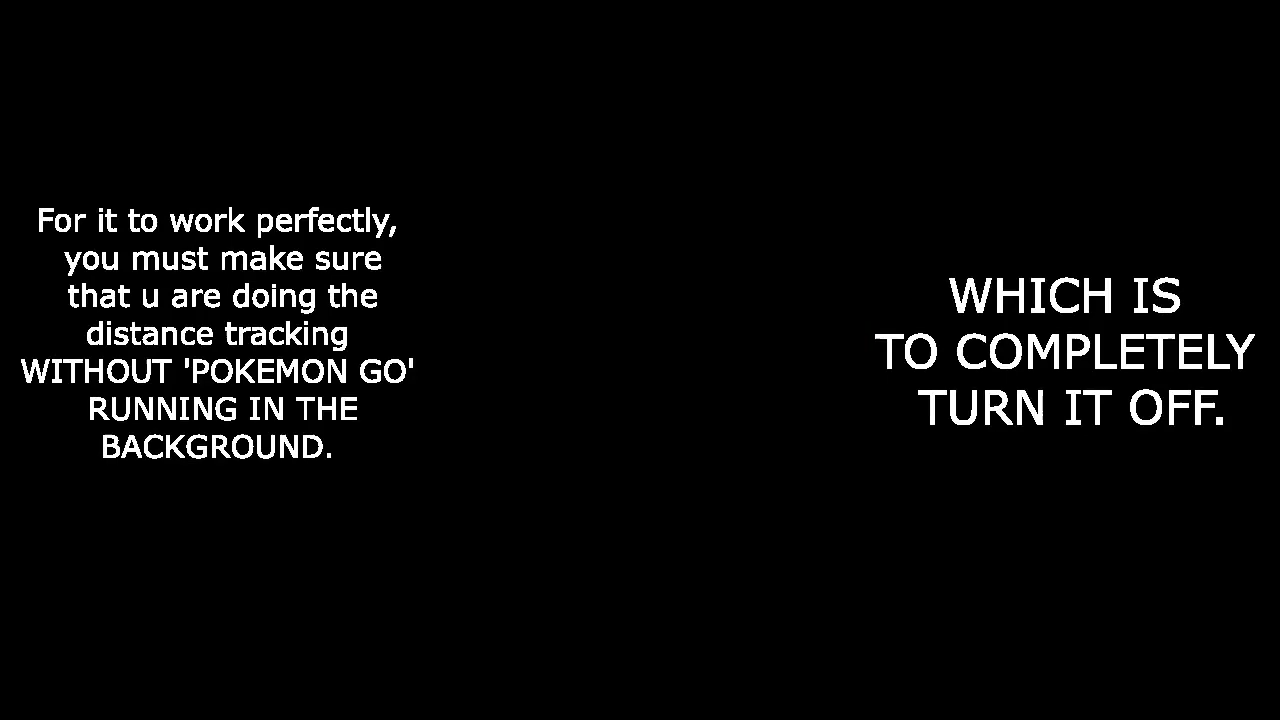 For it to work perfectly,
you must make sure
that u are doing the
distance tracking
WITHOUT 'POKEMON GO'
RUNNING IN THE
BACKGROUND.
WHICH IS
TO COMPLETELY
TURN IT OFF.